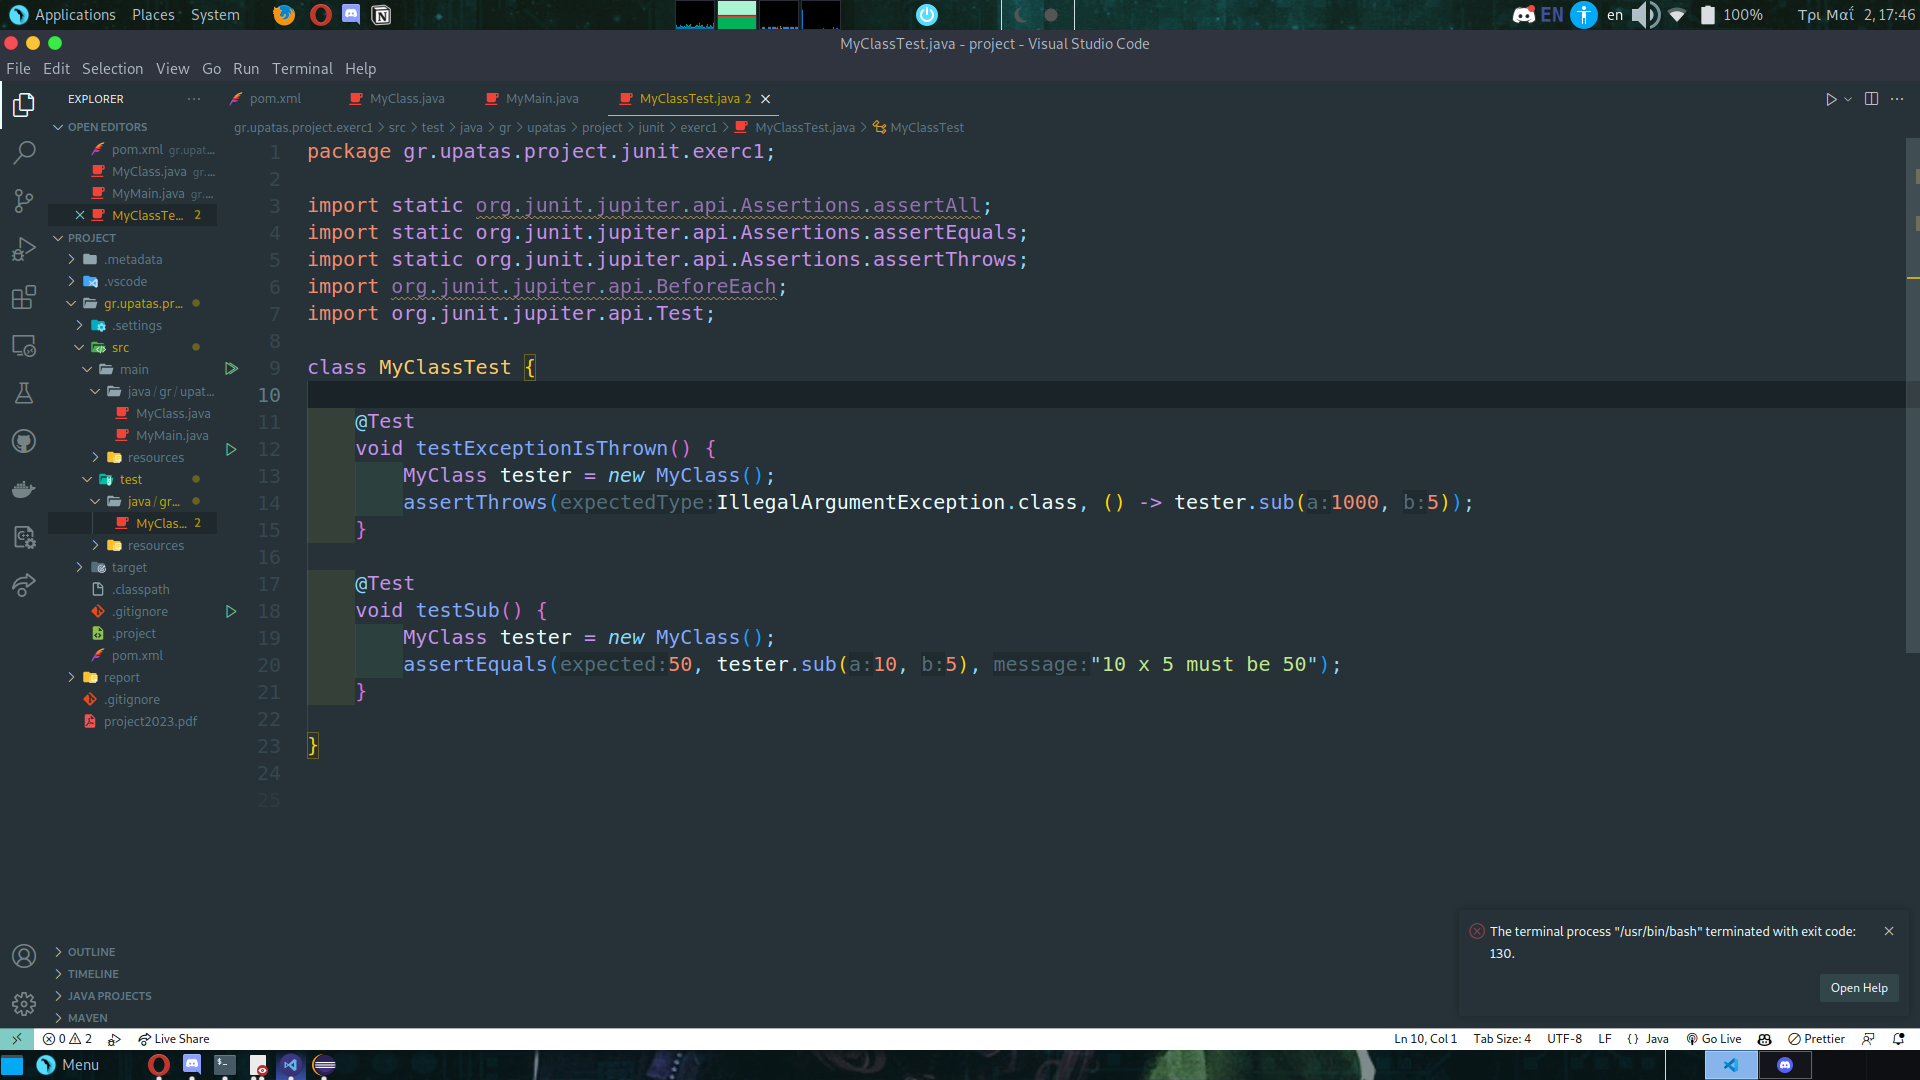 Applications Places System
EN en 100% Τρι Μαΐ 2, 17:46
MyClassTest.java - project - Visual Studio Code
File Edit Selection View Go Run Terminal Help
EXPLORER
pom.xml MyClass.java MyMain.java MyClassTest.java 2
OPEN EDITORS
gr.upatas.project.exerc1 > src > test > java > gr > upatas > project > junit > exerc1 > MyClassTest.java > MyClassTest
pom.xml gr.upat...
MyClass.java gr....
MyMain.java gr....
MyClassTe... 2
PROJECT
.metadata
.vscode
gr.upatas.pr...
.settings
src
main
java / gr / upat...
MyClass.java
MyMain.java
resources
test
java / gr...
MyClas... 2
resources
target
.classpath
.gitignore
.project
pom.xml
report
.gitignore
project2023.pdf
OUTLINE
TIMELINE
JAVA PROJECTS
MAVEN
1 package gr.upatas.project.junit.exerc1;
2
3 import static org.junit.jupiter.api.Assertions.assertAll;
4 import static org.junit.jupiter.api.Assertions.assertEquals;
5 import static org.junit.jupiter.api.Assertions.assertThrows;
6 import org.junit.jupiter.api.BeforeEach;
7 import org.junit.jupiter.api.Test;
8
9 class MyClassTest {
10
11 @Test
12 void testExceptionIsThrown() {
13 MyClass tester = new MyClass();
14 assertThrows(expectedType:IllegalArgumentException.class, () -> tester.sub(a:1000, b:5));
15 }
16
17 @Test
18 void testSub() {
19 MyClass tester = new MyClass();
20 assertEquals(expected:50, tester.sub(a:10, b:5), message:"10 x 5 must be 50");
21 }
22
23 }
24
25
The terminal process "/usr/bin/bash" terminated with exit code:
130.
Open Help
0 2 Live Share Ln 10, Col 1 Tab Size: 4 UTF-8 LF {} Java Go Live Prettier
Menu